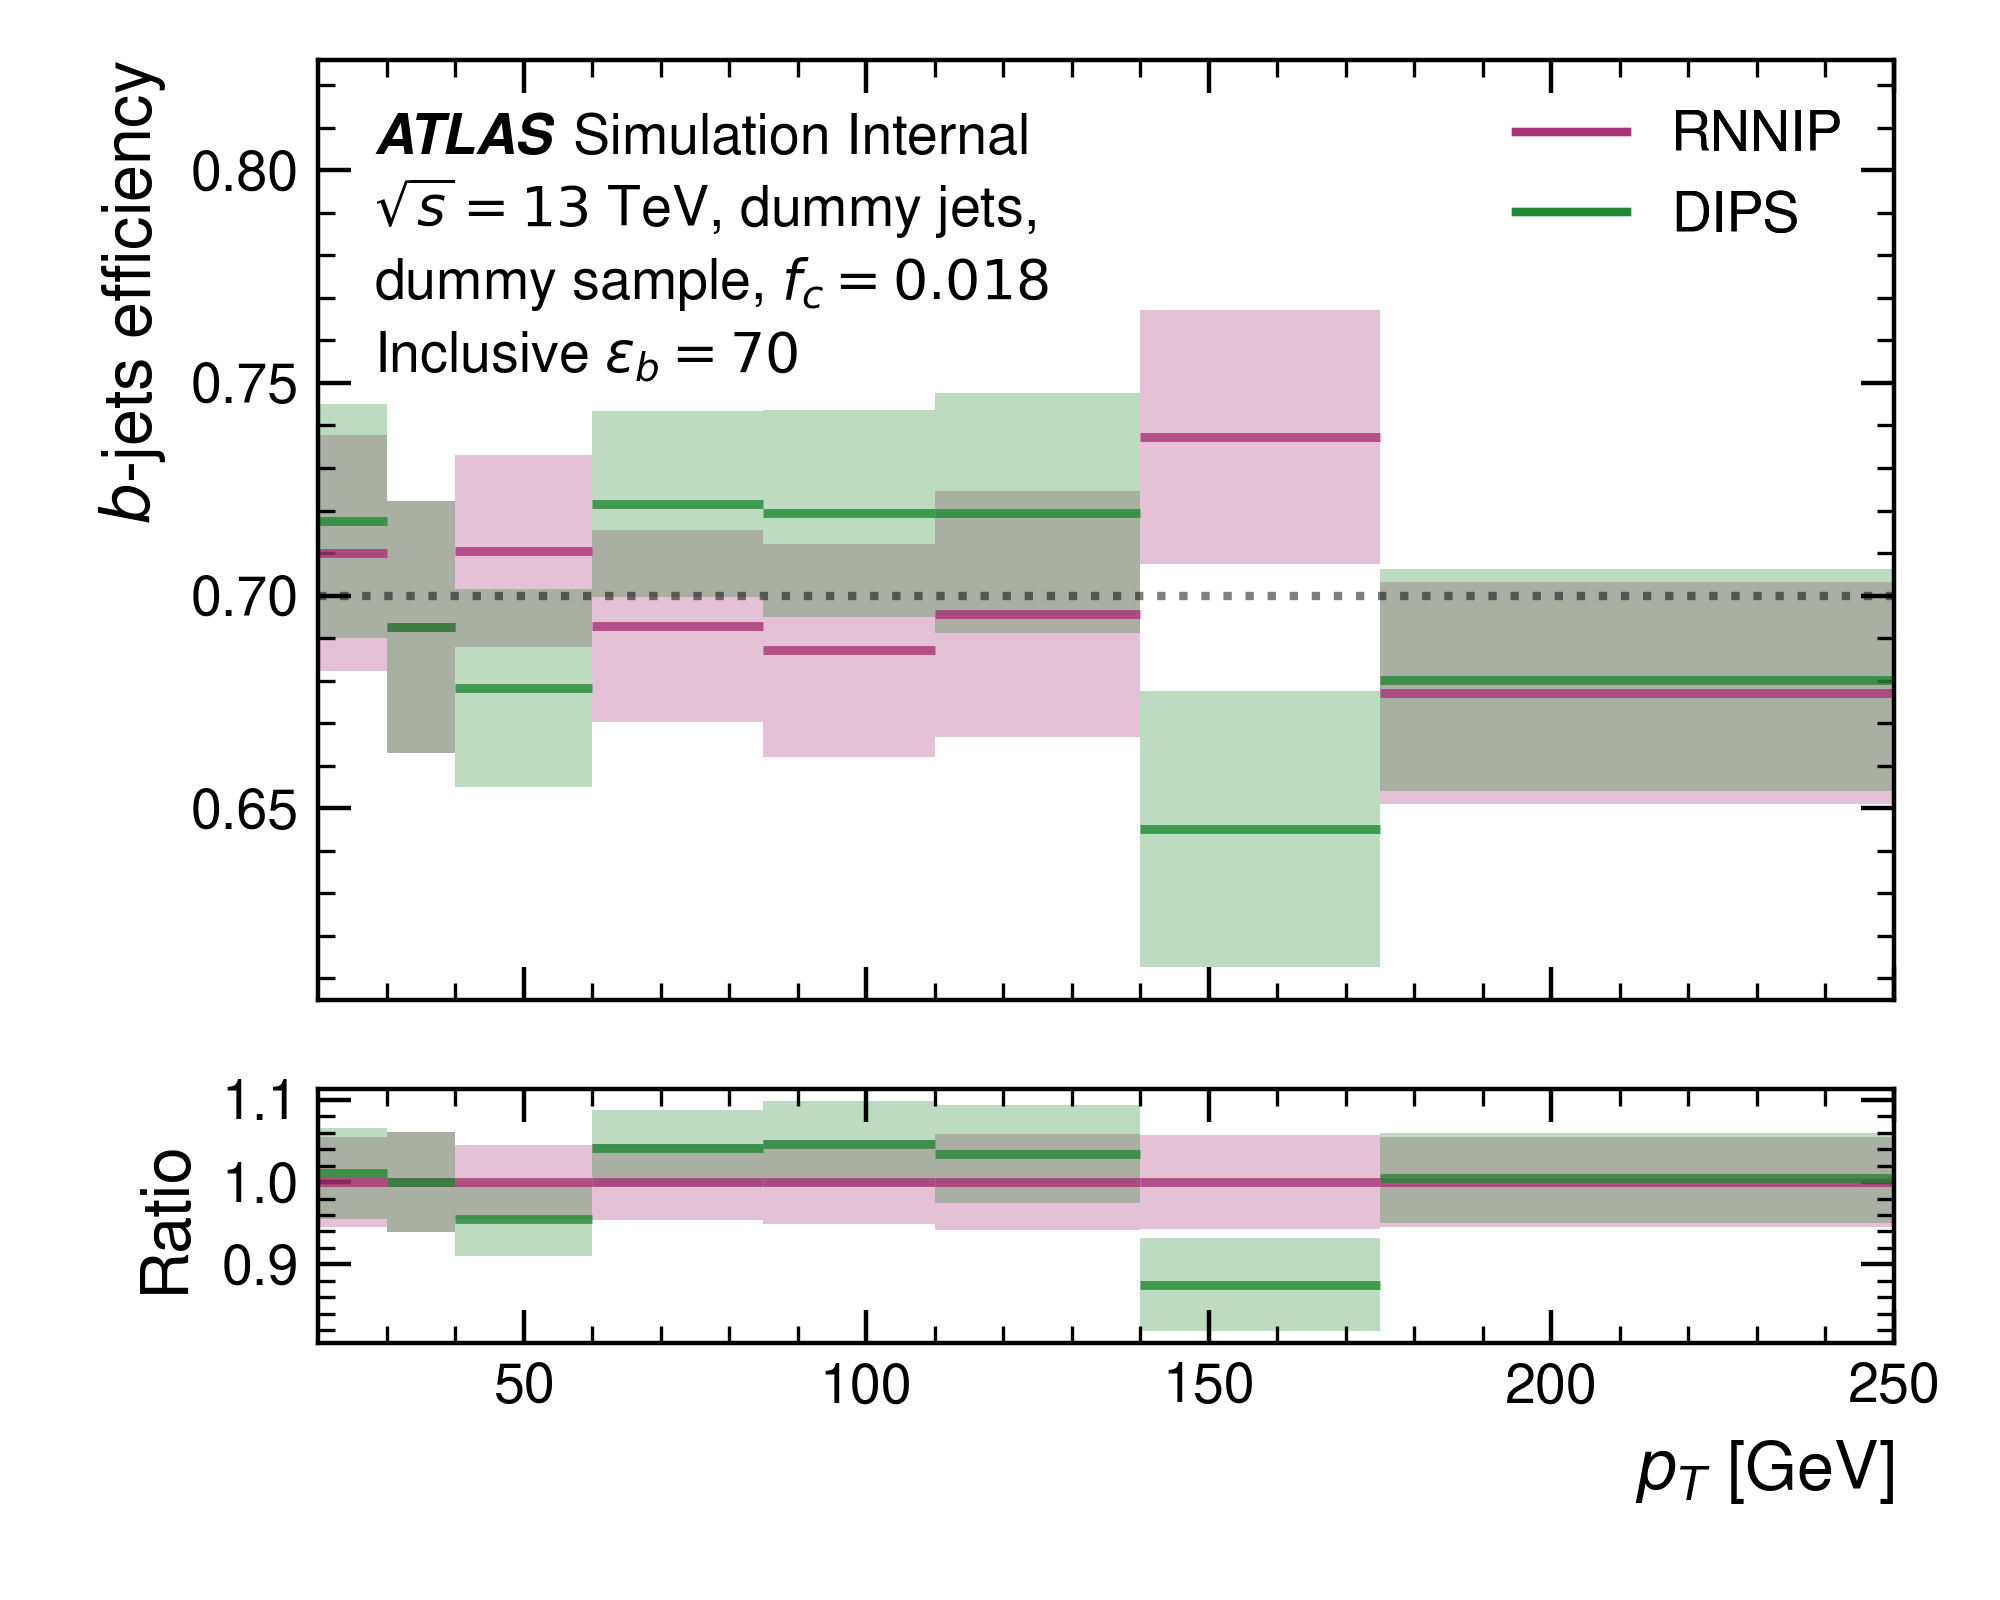 b-jets efficiency
ATLAS Simulation Internal
√s = 13 TeV, dummy jets,
dummy sample, f_c = 0.018
Inclusive ε_b = 70
RNNIP
DIPS
0.80
0.75
0.70
0.65
Ratio
1.1
1.0
0.9
50 100 150 200 250
p_T [GeV]